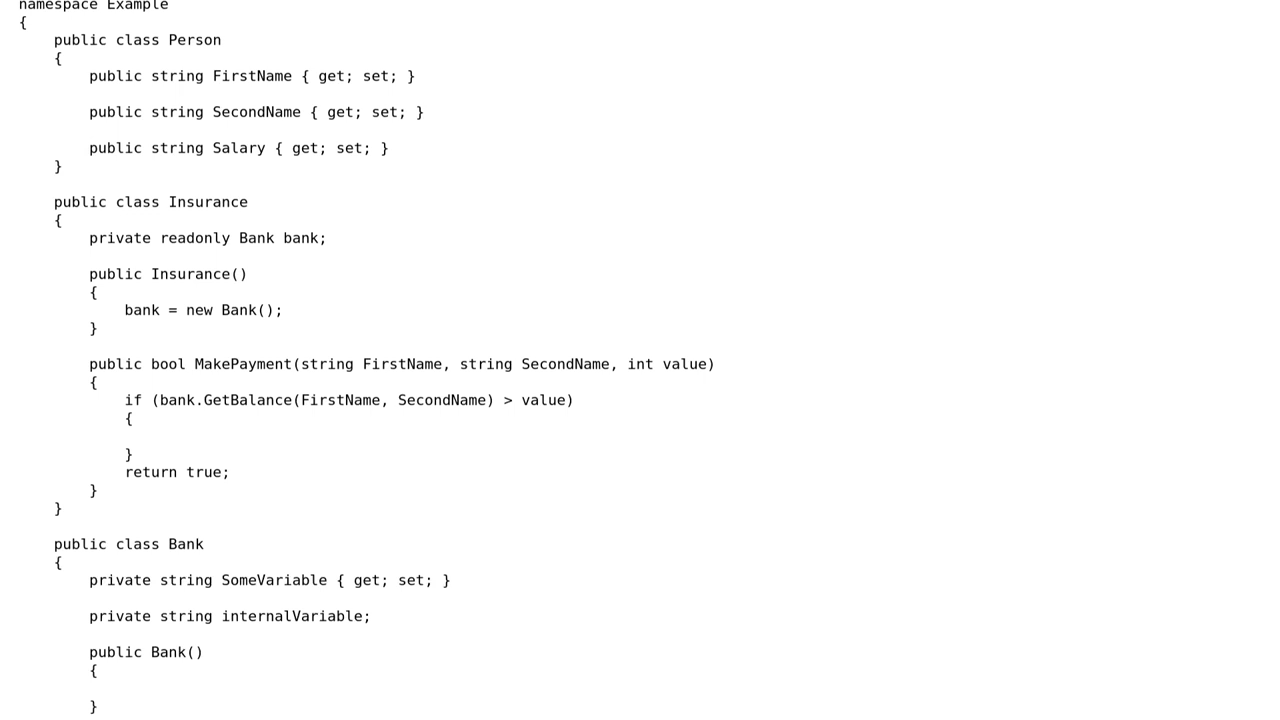 namespace Example
{
    public class Person
    {
        public string FirstName { get; set; }

        public string SecondName { get; set; }

        public string Salary { get; set; }
    }

    public class Insurance
    {
        private readonly Bank bank;

        public Insurance()
        {
            bank = new Bank();
        }

        public bool MakePayment(string FirstName, string SecondName, int value)
        {
            if (bank.GetBalance(FirstName, SecondName) > value)
            {

            }
            return true;
        }
    }

    public class Bank
    {
        private string SomeVariable { get; set; }

        private string internalVariable;

        public Bank()
        {

        }